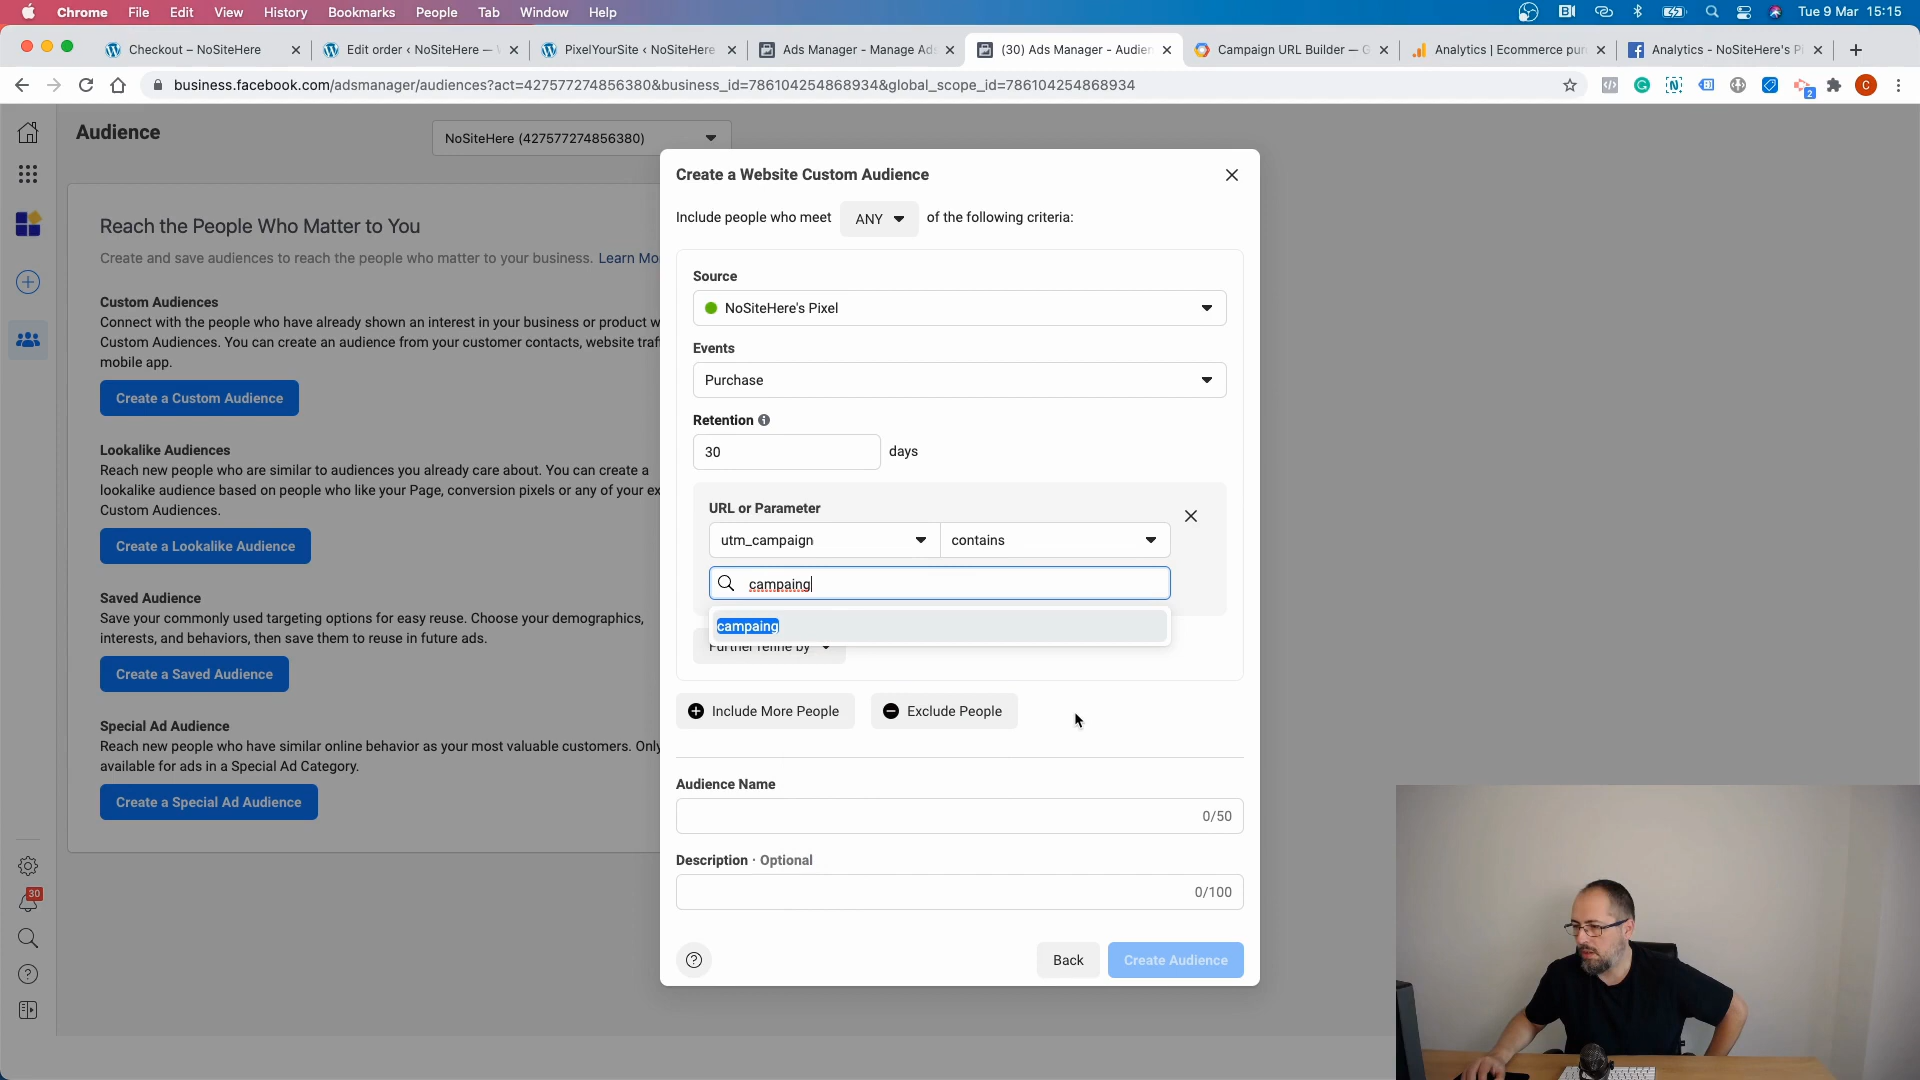 Chrome File Edit View History Bookmarks People Tab Window Help Tue 9 Mar 15:15
Checkout – NoSiteHere Edit order ‹ NoSiteHere — PixelYourSite ‹ NoSiteHere Ads Manager - Manage Ads (30) Ads Manager - Audien Campaign URL Builder — G Analytics | Ecommerce pun Analytics - NoSiteHere's Pi
business.facebook.com/adsmanager/audiences?act=427577274856380&business_id=786104254868934&global_scope_id=786104254868934
2
C
Audience
NoSiteHere (427577274856380)
Reach the People Who Matter to You
Create and save audiences to reach the people who matter to your business. Learn Mo
Custom Audiences
Connect with the people who have already shown an interest in your business or product w
Custom Audiences. You can create an audience from your customer contacts, website traf
mobile app.
Create a Custom Audience
Lookalike Audiences
Reach new people who are similar to audiences you already care about. You can create a
lookalike audience based on people who like your Page, conversion pixels or any of your ex
Custom Audiences.
Create a Lookalike Audience
Saved Audience
Save your commonly used targeting options for easy reuse. Choose your demographics,
interests, and behaviors, then save them to reuse in future ads.
Create a Saved Audience
Special Ad Audience
Reach new people who have similar online behavior as your most valuable customers. Only
available for ads in a Special Ad Category.
Create a Special Ad Audience
30
Create a Website Custom Audience
Include people who meet ANY of the following criteria:
Source
NoSiteHere's Pixel
Events
Purchase
Retention
30 days
URL or Parameter
utm_campaign contains
campaing
campaing
Further refine by
Include More People Exclude People
Audience Name
0/50
Description · Optional
0/100
Back Create Audience